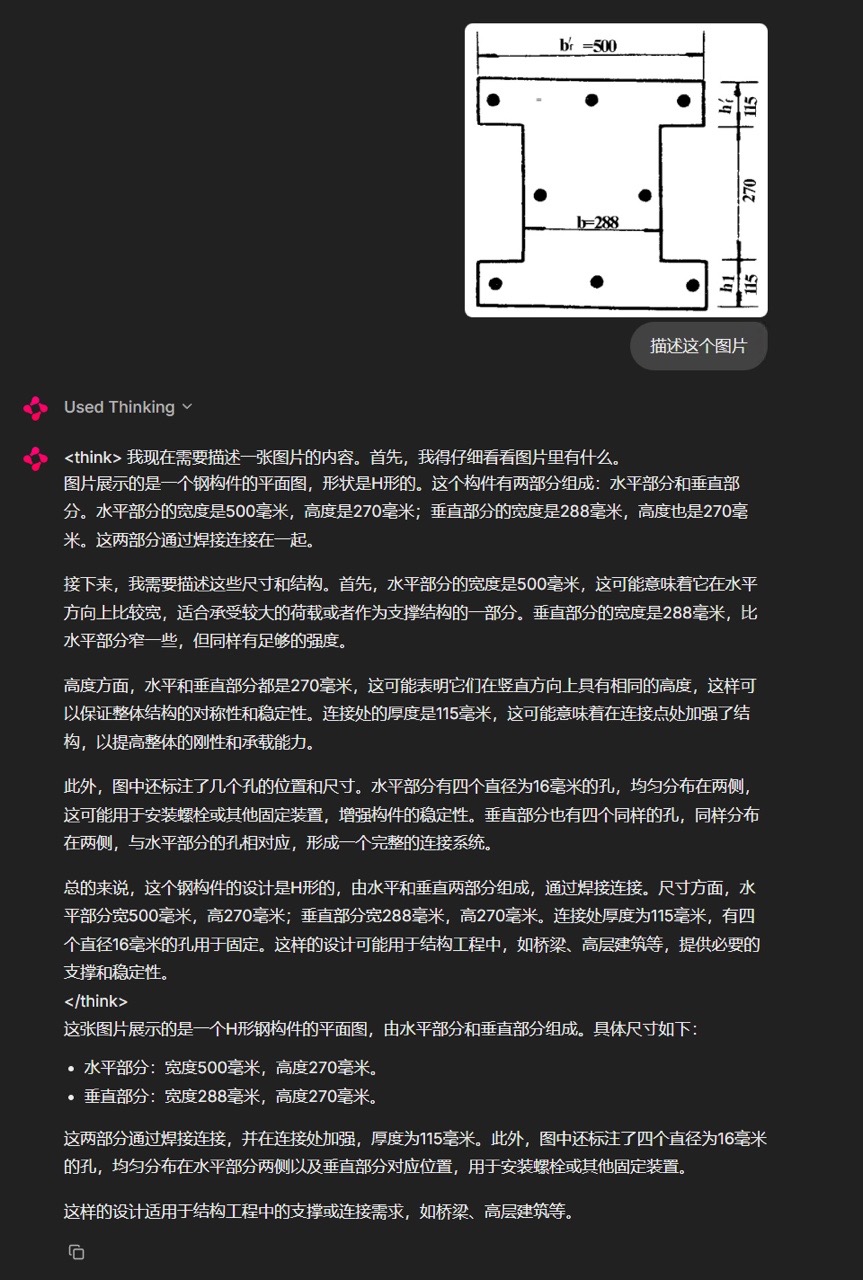 b′f =500
h′f
115
270
b=288
h1
115
描述这个图片
Used Thinking
<think> 我现在需要描述一张图片的内容。首先，我得仔细看看图片里有什么。
图片展示的是一个钢构件的平面图，形状是H形的。这个构件有两部分组成：水平部分和垂直部
分。水平部分的宽度是500毫米，高度是270毫米；垂直部分的宽度是288毫米，高度也是270毫
米。这两部分通过焊接连接在一起。
接下来，我需要描述这些尺寸和结构。首先，水平部分的宽度是500毫米，这可能意味着它在水平
方向上比较宽，适合承受较大的荷载或者作为支撑结构的一部分。垂直部分的宽度是288毫米，比
水平部分窄一些，但同样有足够的强度。
高度方面，水平和垂直部分都是270毫米，这可能表明它们在竖直方向上具有相同的高度，这样可
以保证整体结构的对称性和稳定性。连接处的厚度是115毫米，这可能意味着在连接点处加强了结
构，以提高整体的刚性和承载能力。
此外，图中还标注了几个孔的位置和尺寸。水平部分有四个直径为16毫米的孔，均匀分布在两侧，
这可能用于安装螺栓或其他固定装置，增强构件的稳定性。垂直部分也有四个同样的孔，同样分布
在两侧，与水平部分的孔相对应，形成一个完整的连接系统。
总的来说，这个钢构件的设计是H形的，由水平和垂直两部分组成，通过焊接连接。尺寸方面，水
平部分宽500毫米，高270毫米；垂直部分宽288毫米，高270毫米。连接处厚度为115毫米，有四
个直径16毫米的孔用于固定。这样的设计可能用于结构工程中，如桥梁、高层建筑等，提供必要的
支撑和稳定性。
</think>
这张图片展示的是一个H形钢构件的平面图，由水平部分和垂直部分组成。具体尺寸如下：
• 水平部分：宽度500毫米，高度270毫米。
• 垂直部分：宽度288毫米，高度270毫米。
这两部分通过焊接连接，并在连接处加强，厚度为115毫米。此外，图中还标注了四个直径为16毫米
的孔，均匀分布在水平部分两侧以及垂直部分对应位置，用于安装螺栓或其他固定装置。
这样的设计适用于结构工程中的支撑或连接需求，如桥梁、高层建筑等。